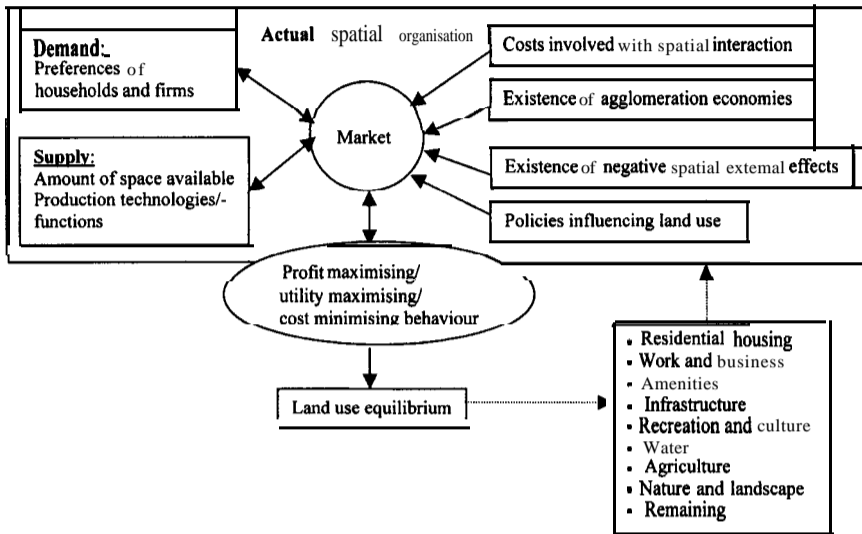 Actual spatial organisation
Demand:
Preferences of
households and firms
Supply:
Amount of space available
Production technologies/-
functions
Market
Costs involved with spatial interaction
Existence of agglomeration economies
Existence of negative spatial extemal effects
Policies influencing land use
Profit maximising/
utility maximising/
cost minimising behaviour
Land use equilibrium
• Residential housing
• Work and business
• Amenities
• Infrastructure
• Recreation and culture
• Water
• Agriculture
• Nature and landscape
• Remaining